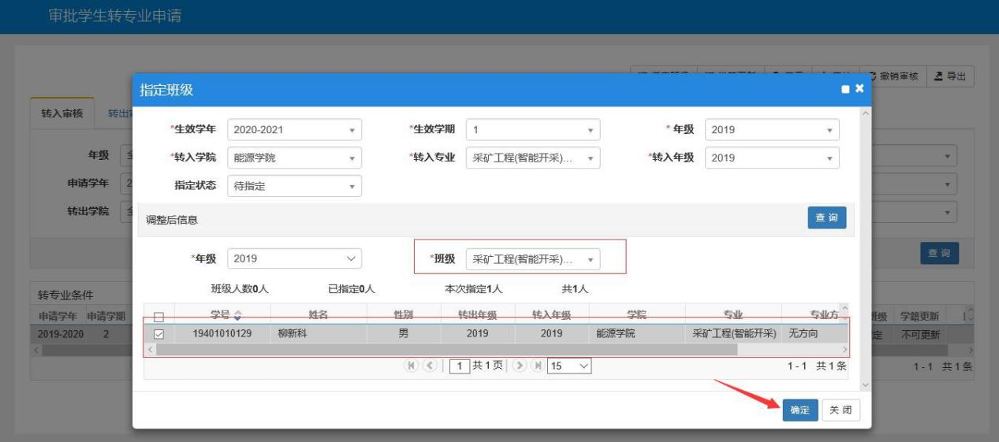 审批学生转专业申请
撤销审核 导出
指定班级
转入审核
*生效学年 2020-2021 *生效学期 1 *年级 2019
年级
*转入学院 能源学院 *转入专业 采矿工程(智能开采)... *转入年级 2019
申请学年 2
指定状态 待指定
转出学院
调整后信息 查 询
查 询
*年级 2019 *班级 采矿工程(智能开采)...
班级人数0人 已指定0人 本次指定1人 共1人
转专业条件
学号 姓名 性别 转出年级 转入年级 学院 专业 专业方
申请学年 申请学期 班级 学籍更新
19401010129 柳新科 男 2019 2019 能源学院 采矿工程(智能开采) 无方向
2019-2020 2 定 不可更新
1 共1页 15 1 - 1 共1条
1 - 1 共1条
确定 关 闭